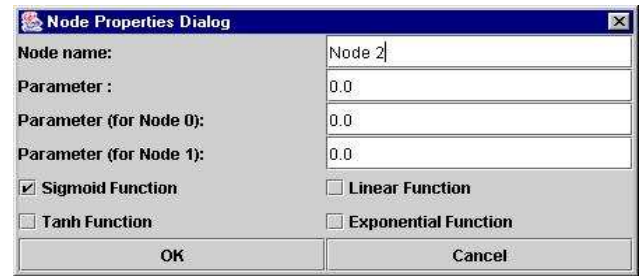 Node Properties Dialog
Node name: Node 2
Parameter : 0.0
Parameter (for Node 0): 0.0
Parameter (for Node 1): 0.0
Sigmoid Function Linear Function
Tanh Function Exponential Function
OK Cancel